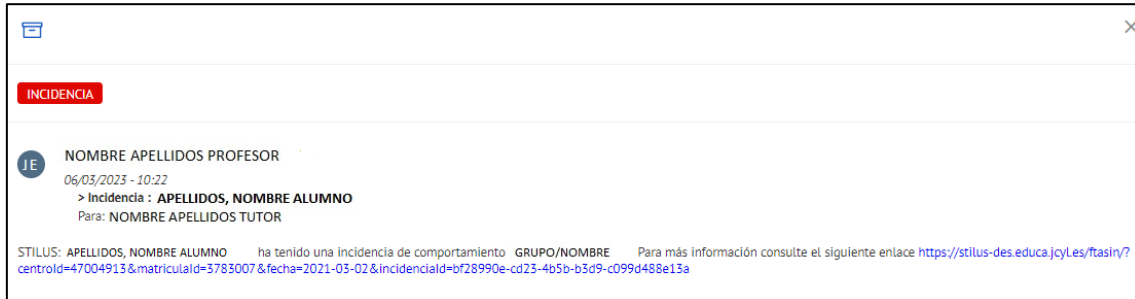 INCIDENCIA
JE
NOMBRE APELLIDOS PROFESOR
06/03/2023 - 10:22
> Incidencia : APELLIDOS, NOMBRE ALUMNO
Para: NOMBRE APELLIDOS TUTOR
STILUS: APELLIDOS, NOMBRE ALUMNO ha tenido una incidencia de comportamiento GRUPO/NOMBRE Para más información consulte el siguiente enlace https://stilus-des.educa.jcyl.es/ftasin/?
centroId=47004913&matriculaId=3783007&fecha=2021-03-02&incidenciaId=bf28990e-cd23-4b5b-b3d9-c099d488e13a